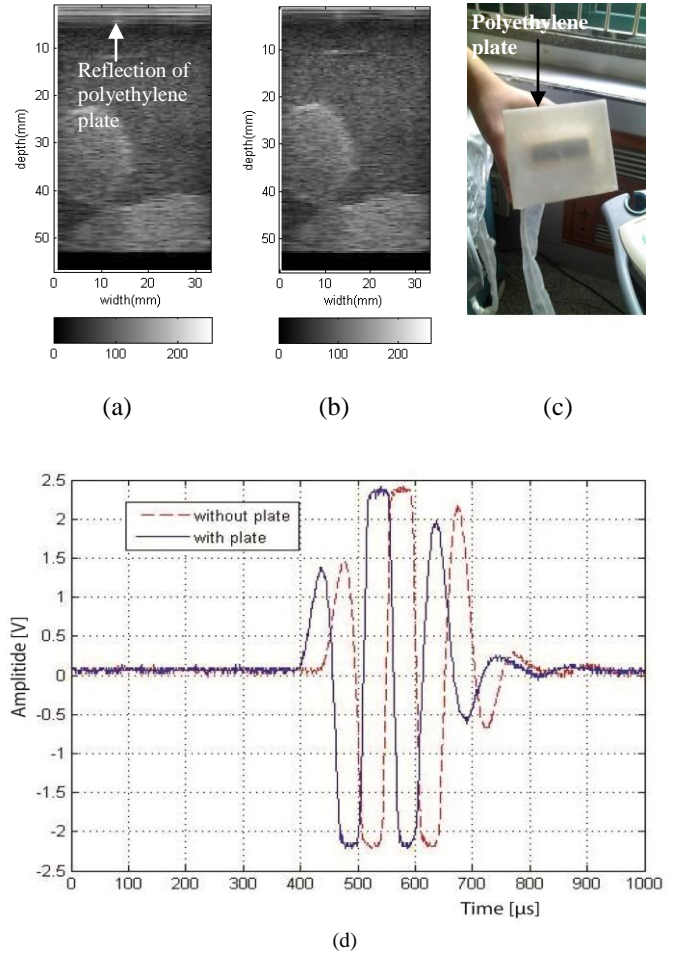 Reflection of
polyethylene
plate
depth(mm)
10
20
30
40
50
0
10
20
30
width(mm)
0
100
200
(a)
depth(mm)
10
20
30
40
50
0
10
20
30
width(mm)
0
100
200
(b)
Polyethylene
plate
(c)
Amplitide [V]
2.5
2
1.5
1
0.5
0
-0.5
-1
-1.5
-2
-2.5
without plate
with plate
0
100
200
300
400
500
600
700
800
900
1000
Time [µs]
(d)